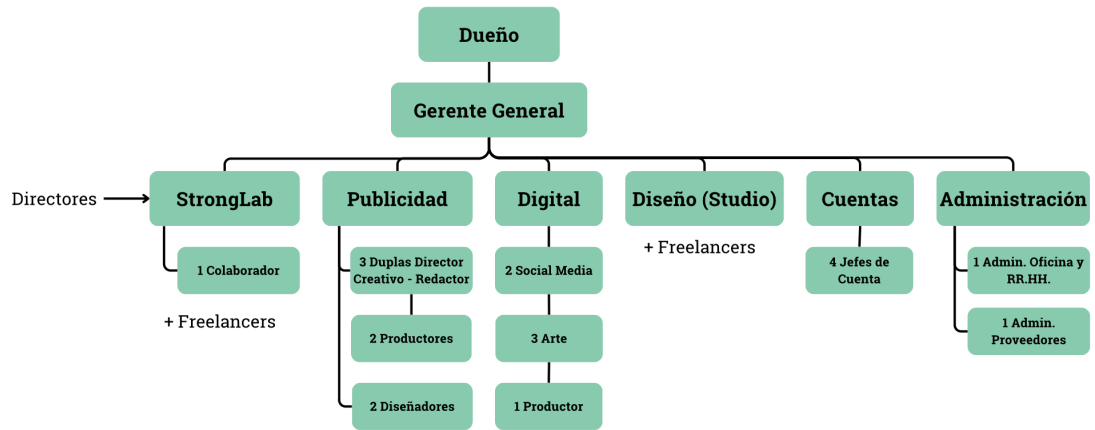 Dueño
Gerente General
Directores
StrongLab
Publicidad
Digital
Diseño (Studio)
Cuentas
Administración
1 Colaborador
+ Freelancers
3 Duplas Director
Creativo - Redactor
2 Productores
2 Diseñadores
2 Social Media
3 Arte
1 Productor
+ Freelancers
4 Jefes de
Cuenta
1 Admin. Oficina y
RR.HH.
1 Admin.
Proveedores